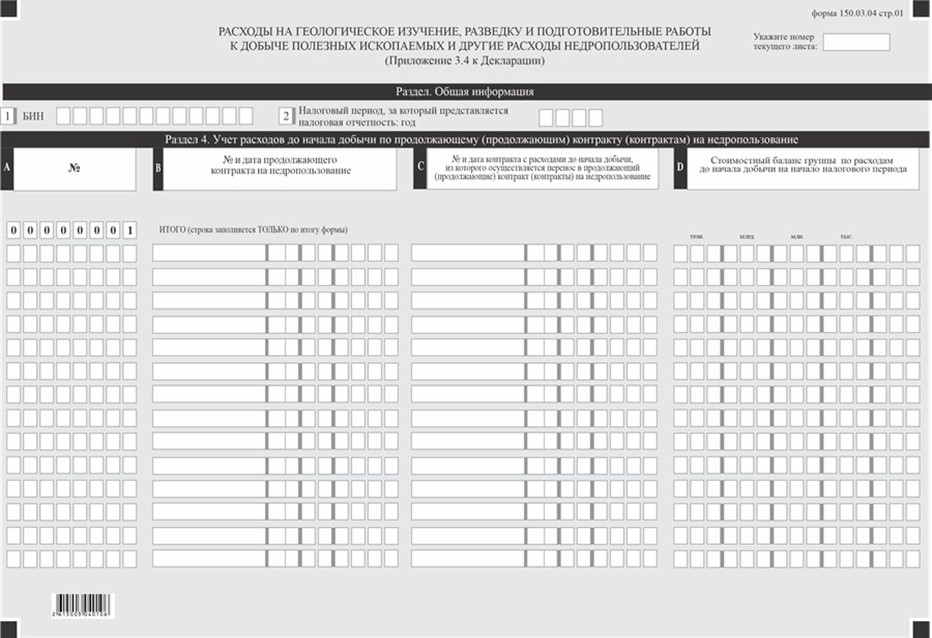 форма 150.03.04 стр.01
РАСХОДЫ НА ГЕОЛОГИЧЕСКОЕ ИЗУЧЕНИЕ, РАЗВЕДКУ И ПОДГОТОВИТЕЛЬНЫЕ РАБОТЫ
К ДОБЫЧЕ ПОЛЕЗНЫХ ИСКОПАЕМЫХ И ДРУГИЕ РАСХОДЫ НЕДРОПОЛЬЗОВАТЕЛЕЙ
(Приложение 3.4 к Декларации)
Укажите номер
текущего листа:
Раздел. Общая информация
1 БИН
2 Налоговый период, за который представляется
налоговая отчетность: год
Раздел 4. Учет расходов до начала добычи по продолжающему (продолжающим) контракту (контрактам) на недропользование
A №
B № и дата продолжающего
контракта на недропользование
C № и дата контракта с расходами до начала добычи,
из которого осуществляется перенос в продолжающий
(продолжающие) контракт (контракты) на недропользование
D Стоимостный баланс группы по расходам
до начала добычи на начало налогового периода
0 0 0 0 0 0 0 1 ИТОГО (строка заполняется ТОЛЬКО по итогу формы)
трлн. млрд. млн. тыс.